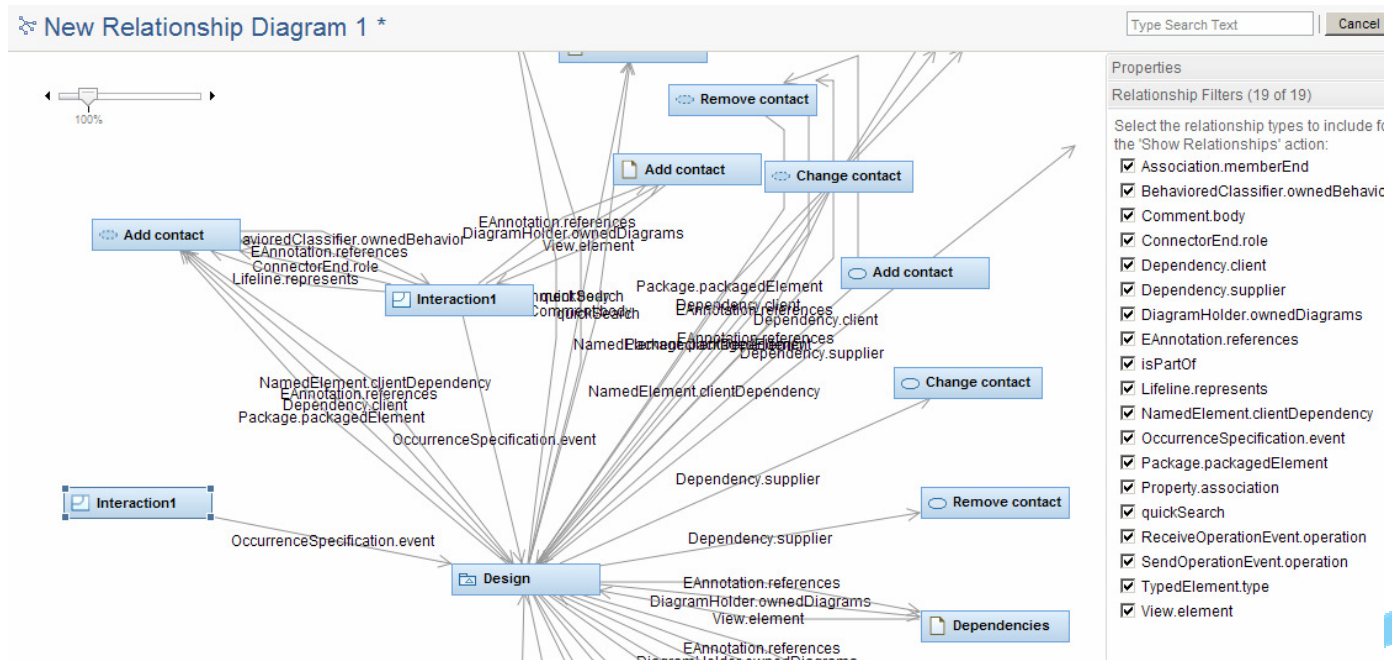 New Relationship Diagram 1 *
Type Search Text
Cancel
100%
Remove contact
Add contact
Change contact
Add contact
EAnnotation.references
DiagramHolder.ownedDiagrams
View.element
avioredClassifier.ownedBehavior
EAnnotation.references
ConnectorEnd.role
Lifeline.represents
Interaction1
Add contact
Package.packagedElement
quickSearch
Dependency.client
EAnnotation.references
Dependency.client
EAnnotation.references
Dependency.supplier
Change contact
NamedElement.clientDependency
EAnnotation.references
Dependency.client
Package.packagedElement
NamedElement.clientDependency
OccurrenceSpecification.event
Dependency.supplier
Interaction1
Remove contact
OccurrenceSpecification.event
Dependency.supplier
Design
EAnnotation.references
DiagramHolder.ownedDiagrams
View.element
Dependencies
EAnnotation.references
DiagramHolder.ownedDiagrams
Properties
Relationship Filters (19 of 19)
Select the relationship types to include fo
the 'Show Relationships' action:
Association.memberEnd
BehavioredClassifier.ownedBehavio
Comment.body
ConnectorEnd.role
Dependency.client
Dependency.supplier
DiagramHolder.ownedDiagrams
EAnnotation.references
isPartOf
Lifeline.represents
NamedElement.clientDependency
OccurrenceSpecification.event
Package.packagedElement
Property.association
quickSearch
ReceiveOperationEvent.operation
SendOperationEvent.operation
TypedElement.type
View.element